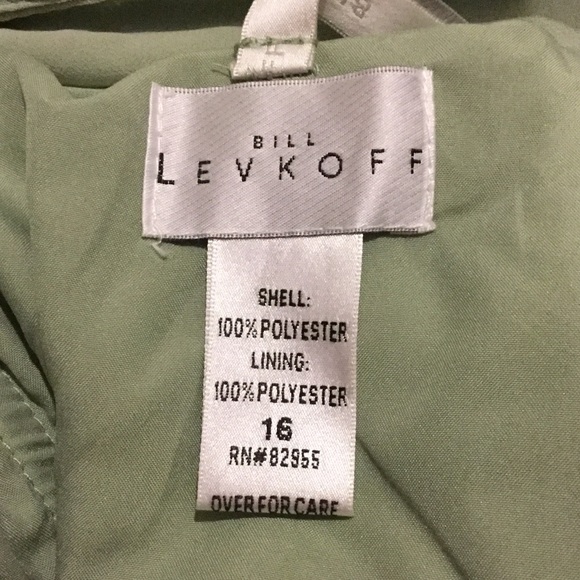 BILL
LEVKOFF
SHELL:
100%POLYESTER
LINING:
100%POLYESTER
16
RN#82955
OVER FOR CARE